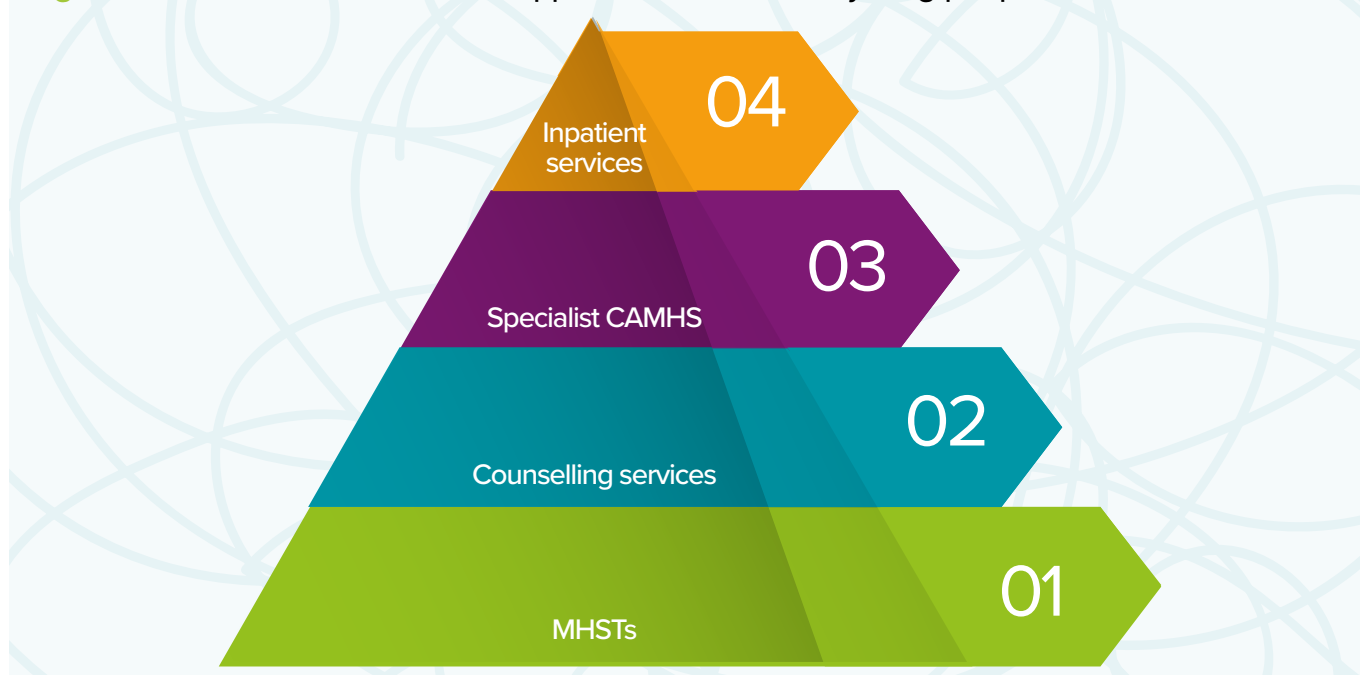 04
Inpatient
services
03
Specialist CAMHS
02
Counselling services
01
MHSTs